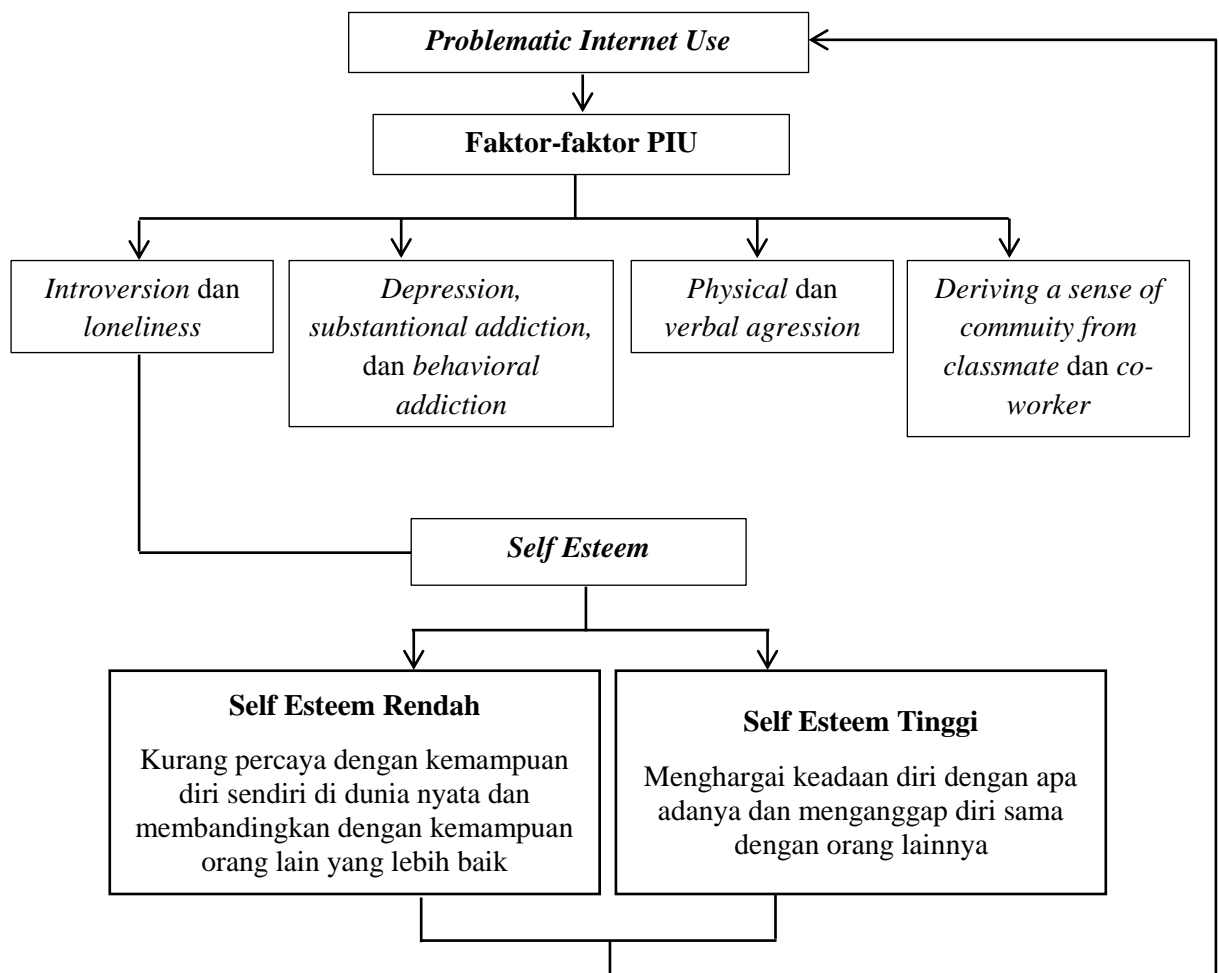 Problematic Internet Use
Faktor-faktor PIU
Introversion dan
loneliness
Depression,
substantional addiction,
dan behavioral
addiction
Physical dan
verbal agression
Deriving a sense of
commuity from
classmate dan co-
worker
Self Esteem
Self Esteem Rendah
Kurang percaya dengan kemampuan
diri sendiri di dunia nyata dan
membandingkan dengan kemampuan
orang lain yang lebih baik
Self Esteem Tinggi
Menghargai keadaan diri dengan apa
adanya dan menganggap diri sama
dengan orang lainnya